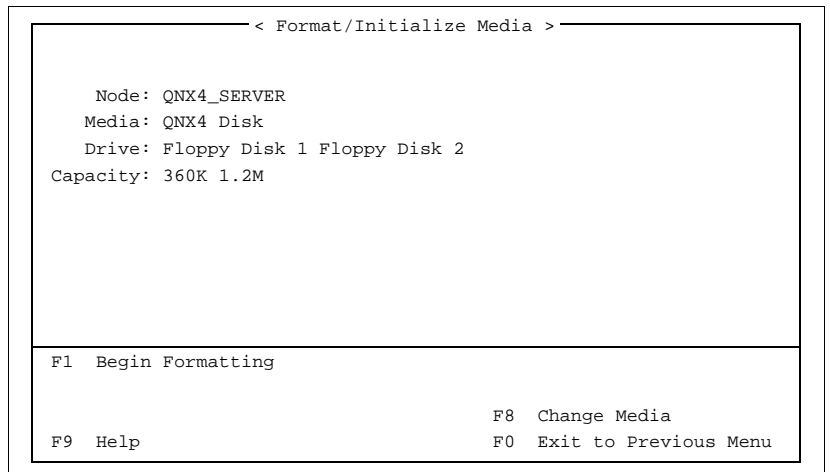 < Format/Initialize Media >
Node: QNX4_SERVER
Media: QNX4 Disk
Drive: Floppy Disk 1 Floppy Disk 2
Capacity: 360K 1.2M
F1 Begin Formatting
F8 Change Media
F9 Help F0 Exit to Previous Menu